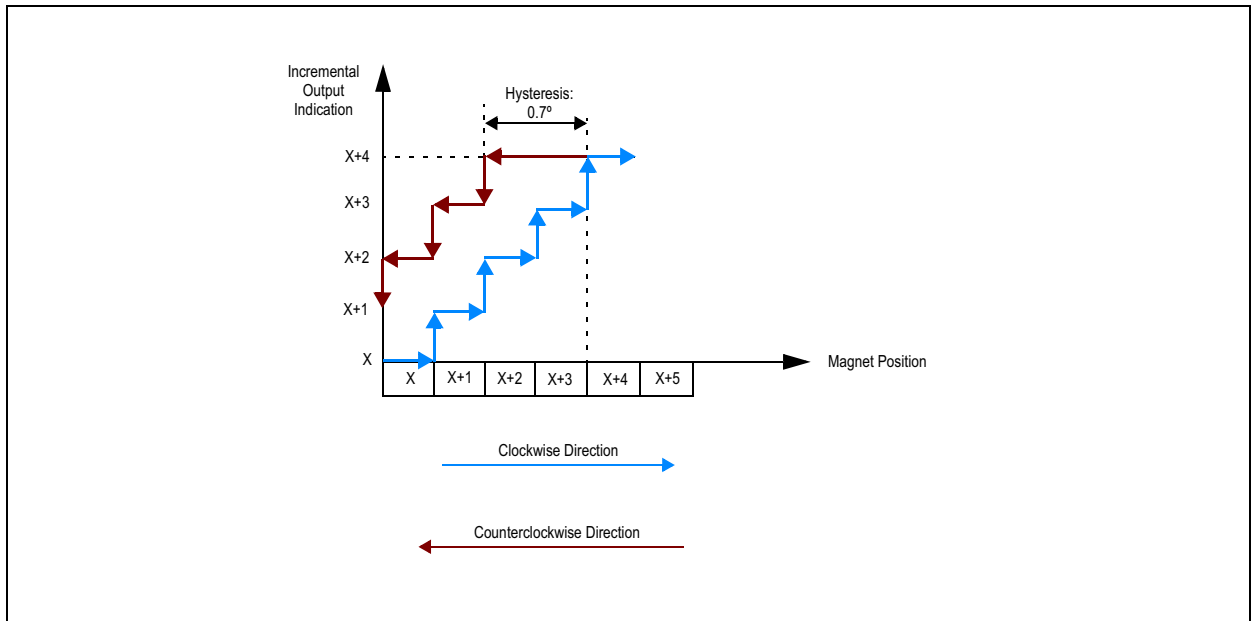 Incremental
Output
Indication
Hysteresis:
0.7º
X+4
X+3
X+2
X+1
X
X X+1 X+2 X+3 X+4 X+5
Magnet Position
Clockwise Direction
Counterclockwise Direction